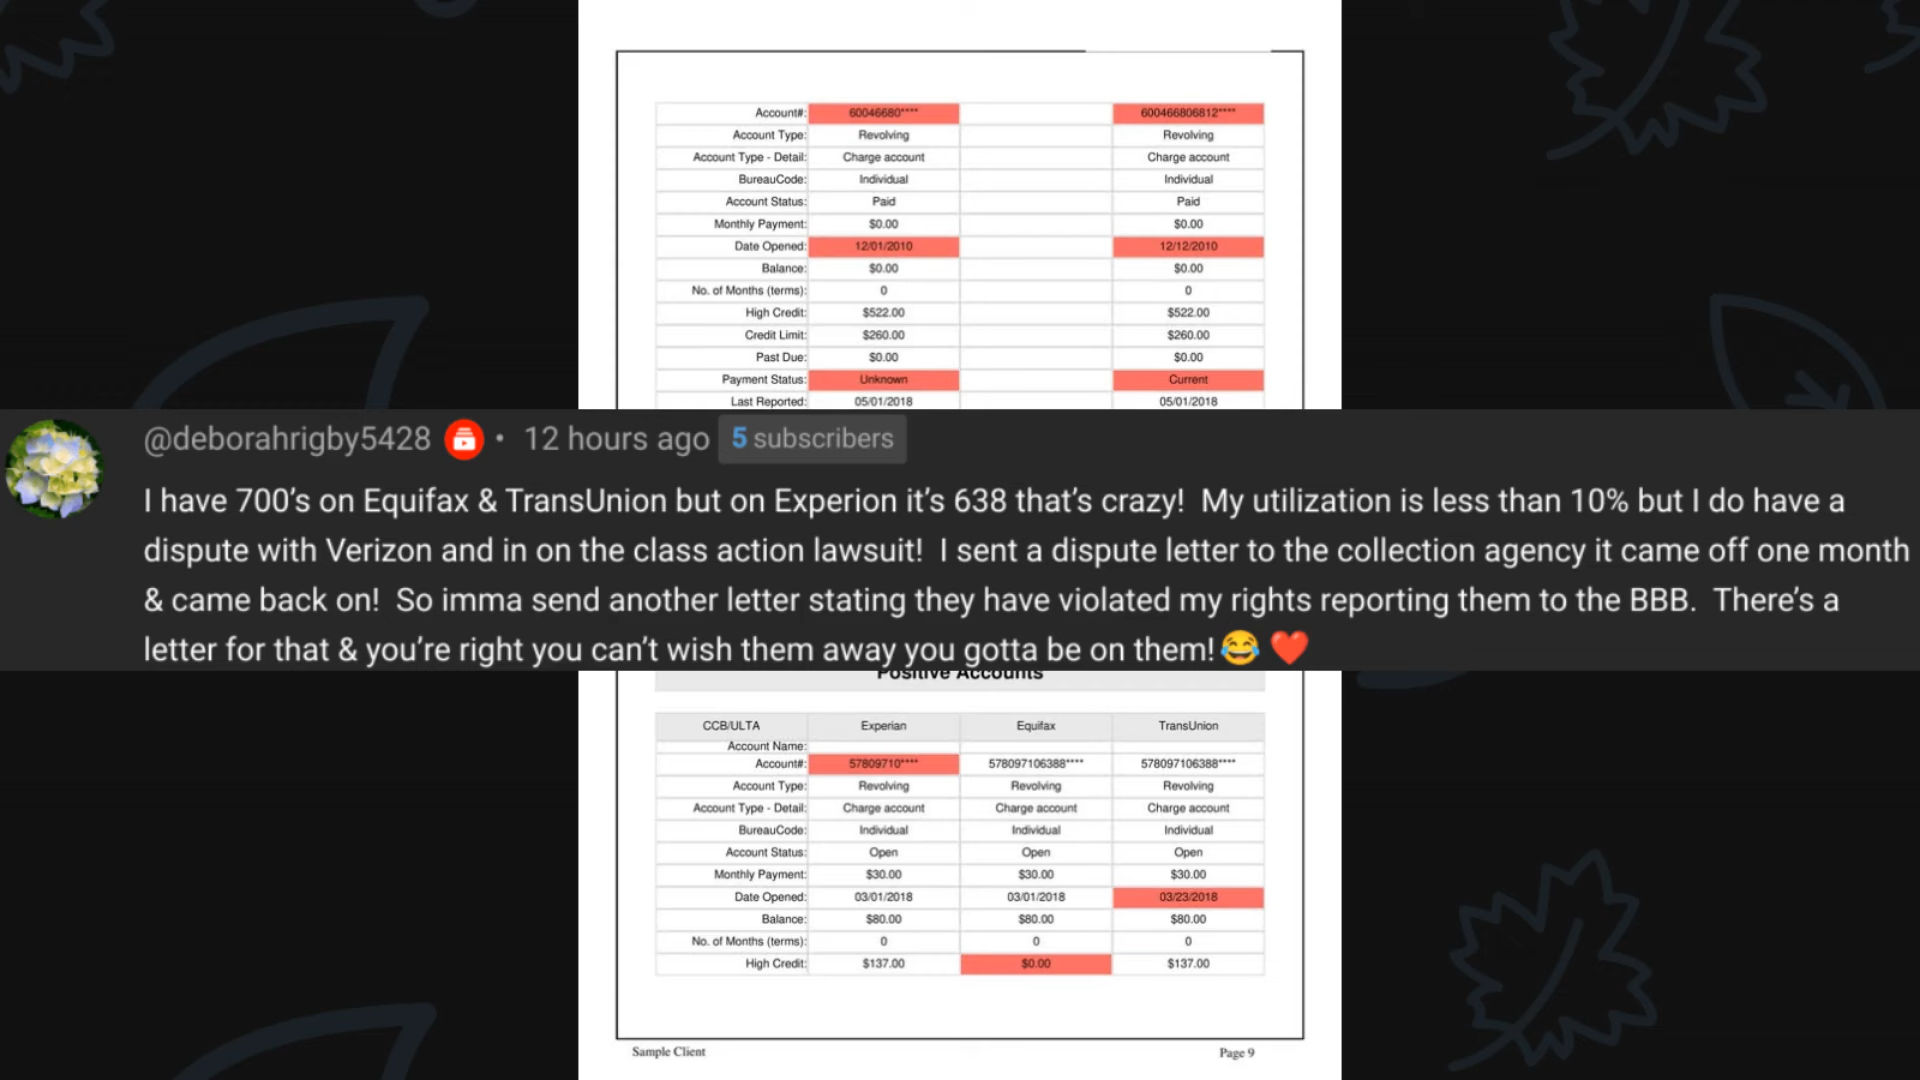 Account#: 60046680**** 600466806812****
Account Type: Revolving Revolving
Account Type - Detail: Charge account Charge account
BureauCode: Individual Individual
Account Status: Paid Paid
Monthly Payment: $0.00 $0.00
Date Opened: 12/01/2010 12/12/2010
Balance: $0.00 $0.00
No. of Months (terms): 0 0
High Credit: $522.00 $522.00
Credit Limit: $260.00 $260.00
Past Due: $0.00 $0.00
Payment Status: Unknown Current
Last Reported: 05/01/2018 05/01/2018
@deborahrigby5428 • 12 hours ago 5 subscribers
I have 700’s on Equifax & TransUnion but on Experion it’s 638 that’s crazy! My utilization is less than 10% but I do have a
dispute with Verizon and in on the class action lawsuit! I sent a dispute letter to the collection agency it came off one month
& came back on! So imma send another letter stating they have violated my rights reporting them to the BBB. There’s a
letter for that & you’re right you can’t wish them away you gotta be on them!😂 ❤️
Positive Accounts
CCB/ULTA Experian Equifax TransUnion
Account Name:
Account#: 57809710**** 578097106388**** 578097106388****
Account Type: Revolving Revolving Revolving
Account Type - Detail: Charge account Charge account Charge account
BureauCode: Individual Individual Individual
Account Status: Open Open Open
Monthly Payment: $30.00 $30.00 $30.00
Date Opened: 03/01/2018 03/01/2018 03/23/2018
Balance: $80.00 $80.00 $80.00
No. of Months (terms): 0 0 0
High Credit: $137.00 $0.00 $137.00
Sample Client Page 9